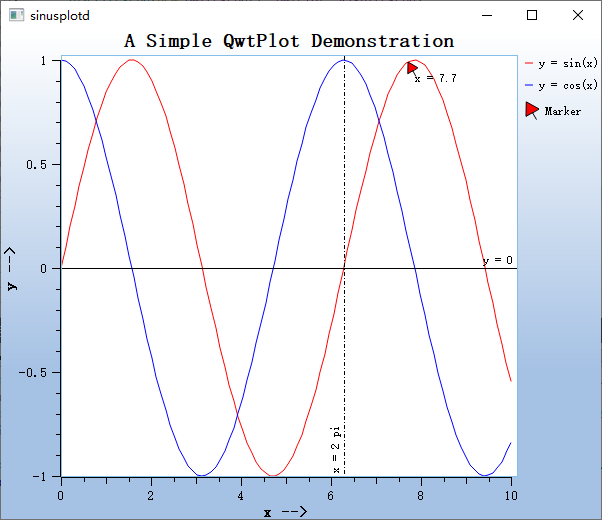 sinusplotd
A Simple QwtPlot Demonstration
y = sin(x)
y = cos(x)
Marker
x = 7.7
y = 0
x = 2 pi
y -->
1
0.5
0
-0.5
-1
0 2 4 6 8 10
x -->